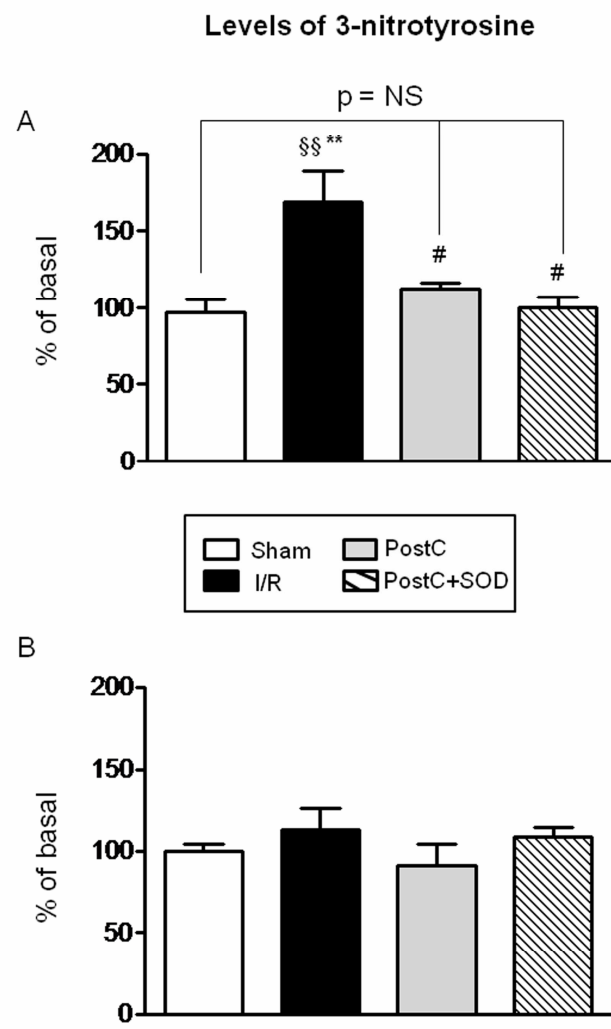 Levels of 3-nitrotyrosine
p = NS
A
§§ **
# #
200
150
100
50
0
% of basal
Sham PostC
I/R PostC+SOD
B
200
150
100
50
0
% of basal